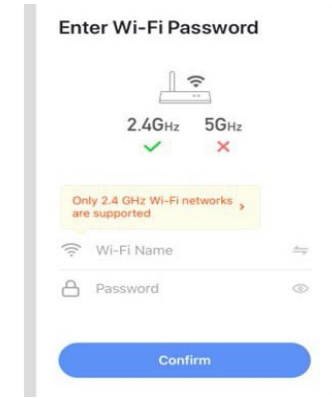 Enter Wi-Fi Password
2.4GHz 5GHz
Only 2.4 GHz Wi-Fi networks
are supported
Wi-Fi Name
Password
Confirm